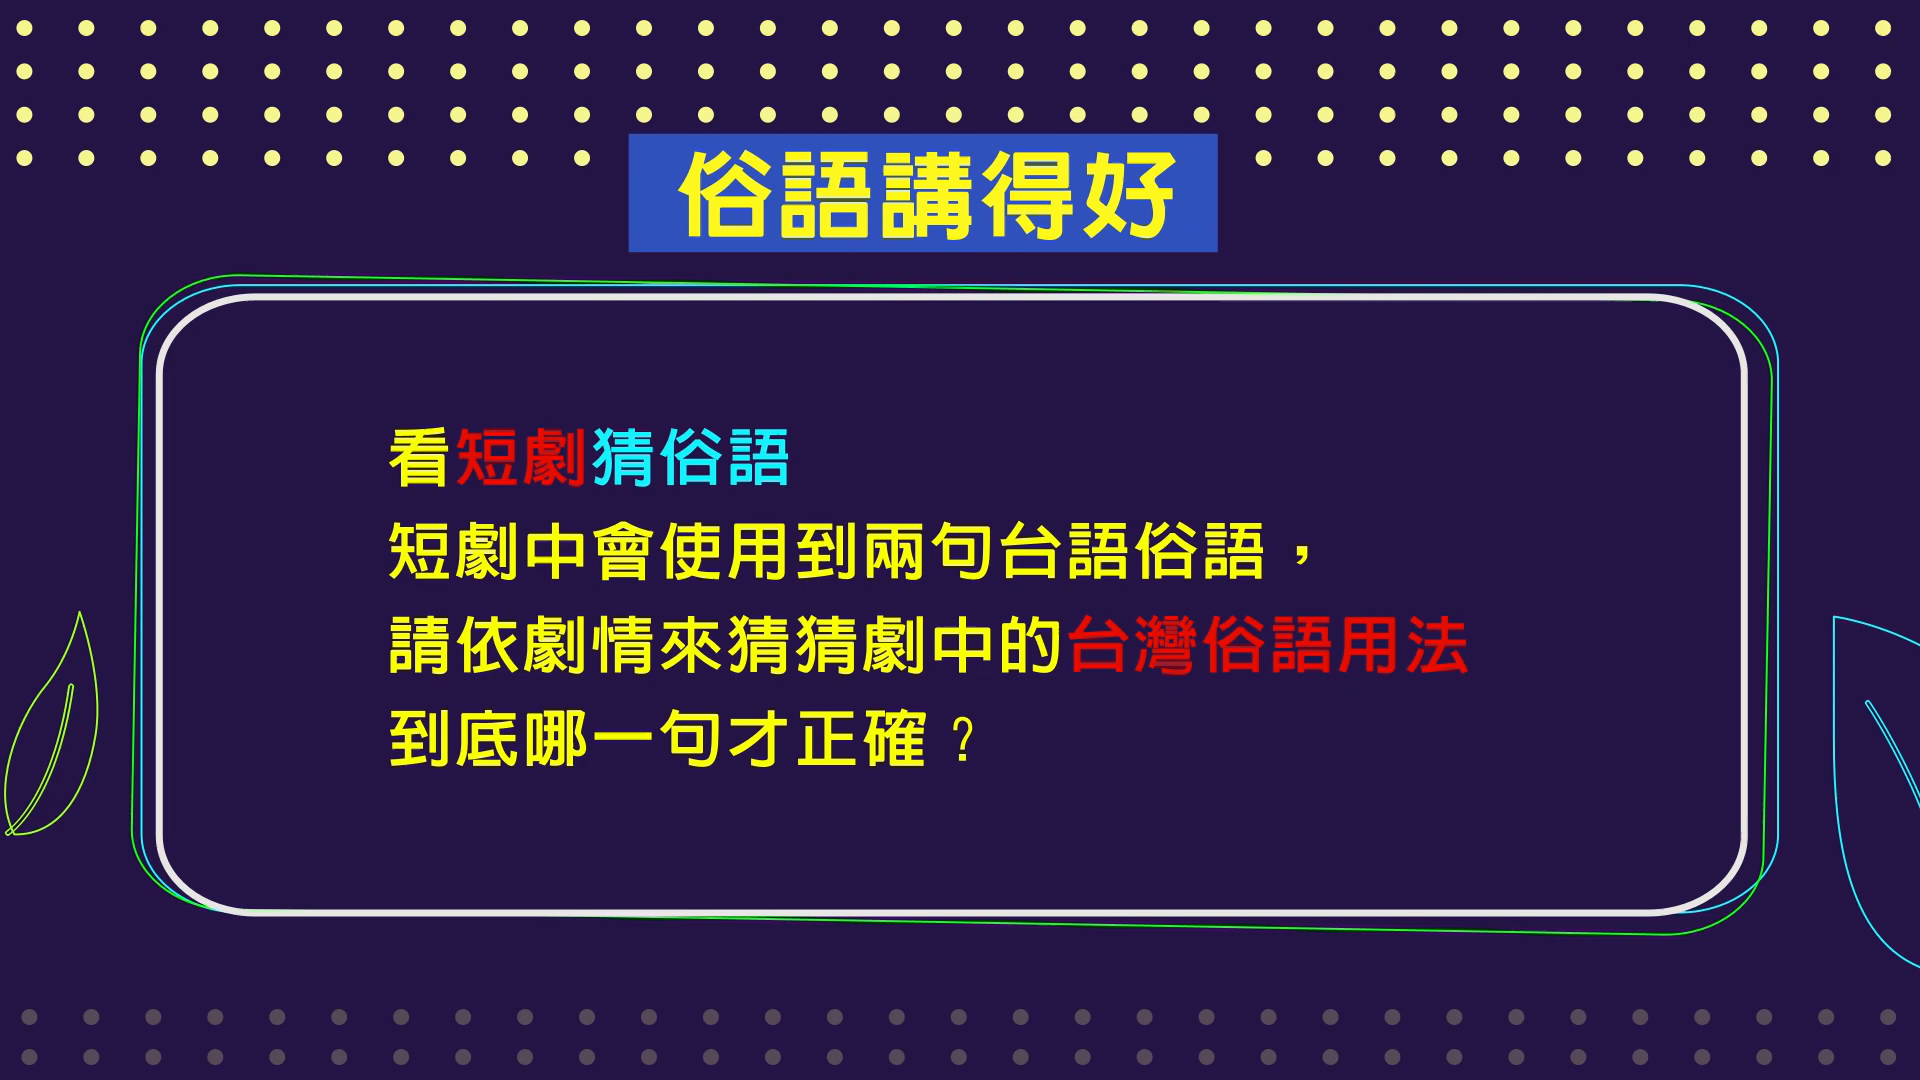 俗語講得好
看短劇猜俗語
短劇中會使用到兩句台語俗語，
請依劇情來猜猜劇中的台灣俗語用法
到底哪一句才正確？